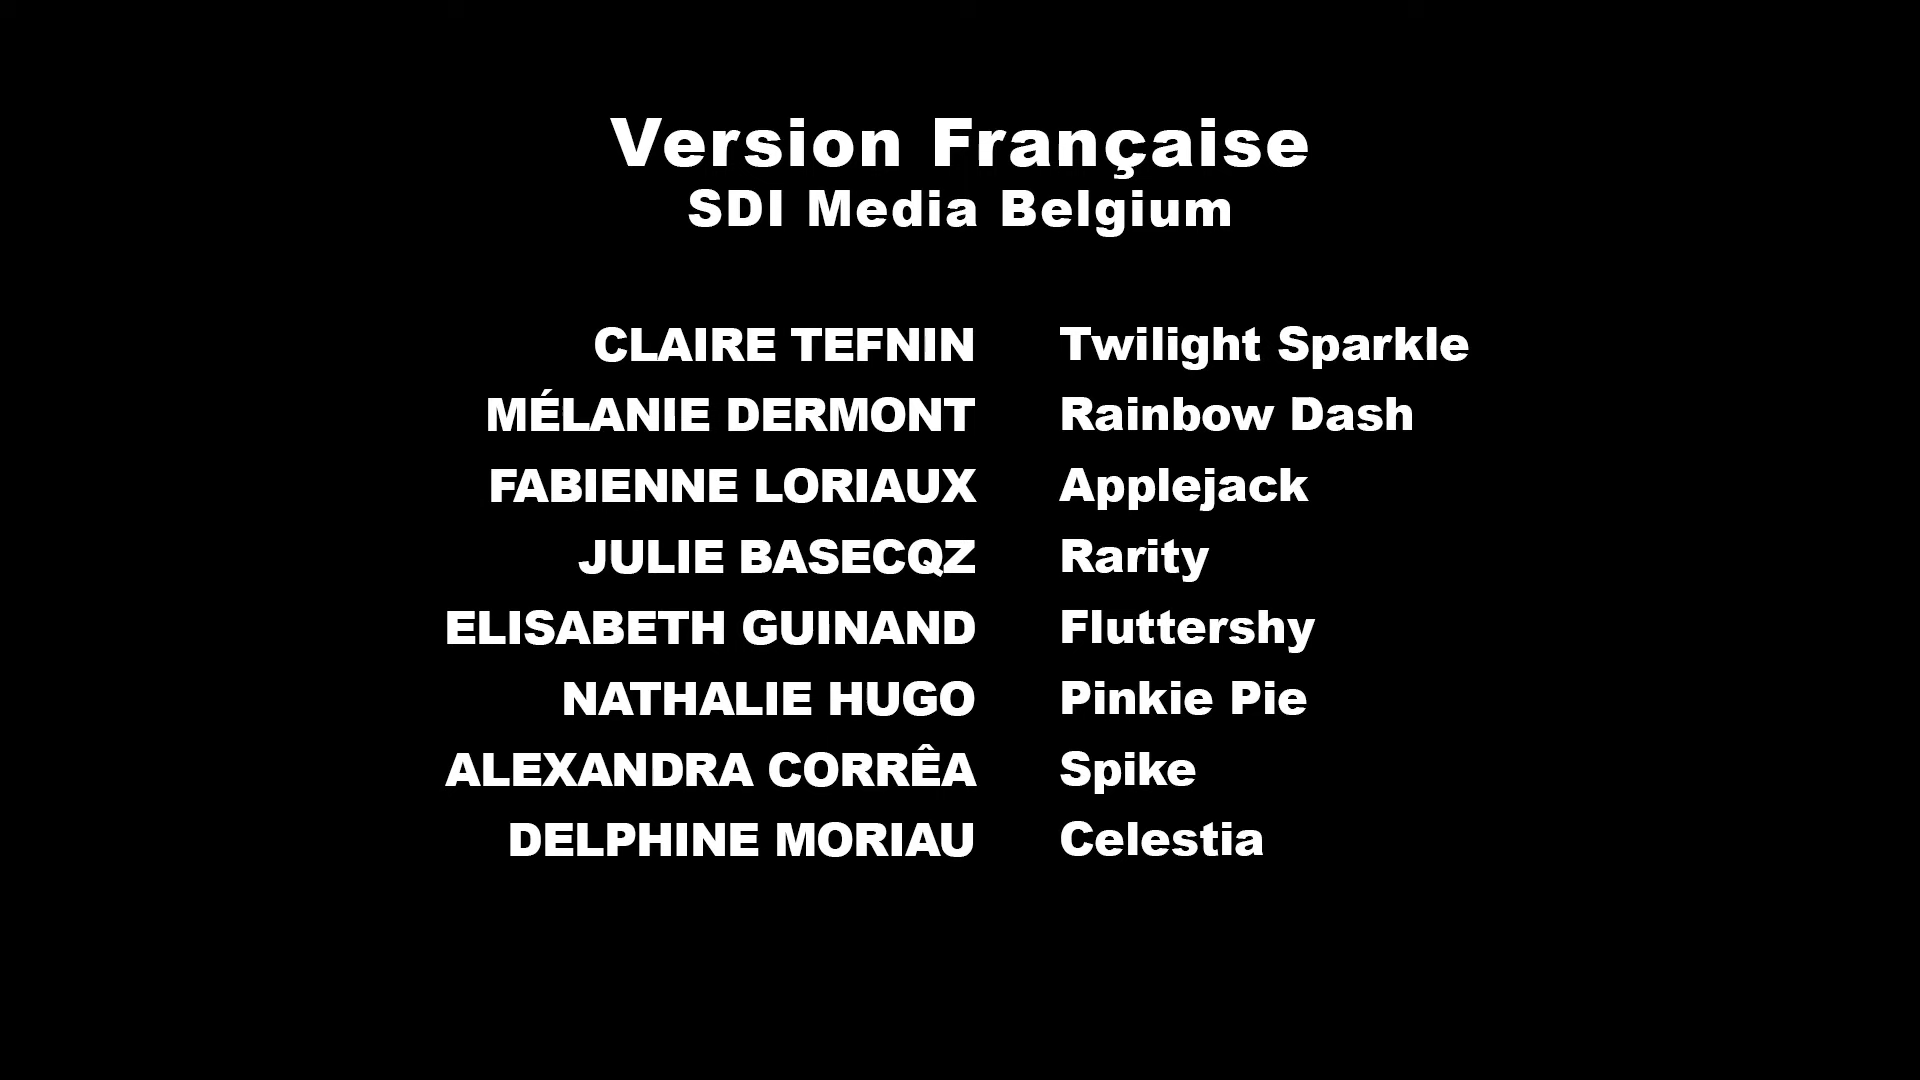 Version Française
SDI Media Belgium
CLAIRE TEFNIN Twilight Sparkle
MÉLANIE DERMONT Rainbow Dash
FABIENNE LORIAUX Applejack
JULIE BASECQZ Rarity
ELISABETH GUINAND Fluttershy
NATHALIE HUGO Pinkie Pie
ALEXANDRA CORRÊA Spike
DELPHINE MORIAU Celestia